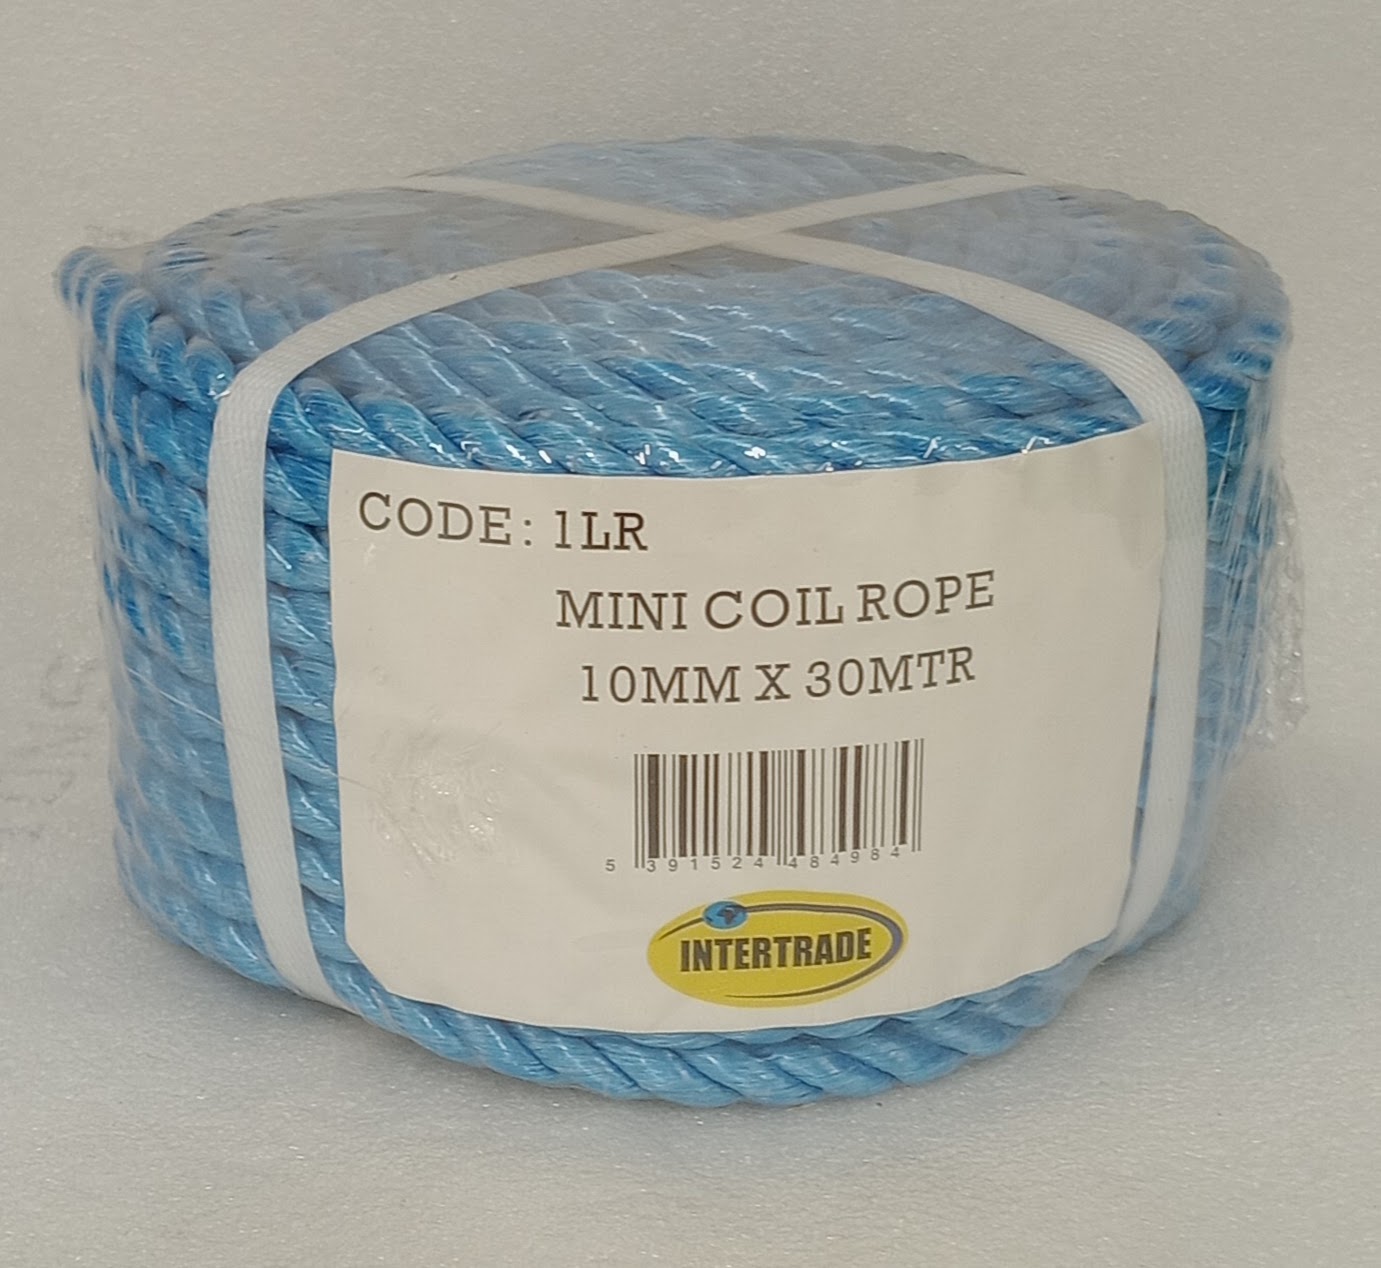 CODE: 1LR
MINI COIL ROPE
10MM X 30MTR
5 391524 484984
INTERTRADE